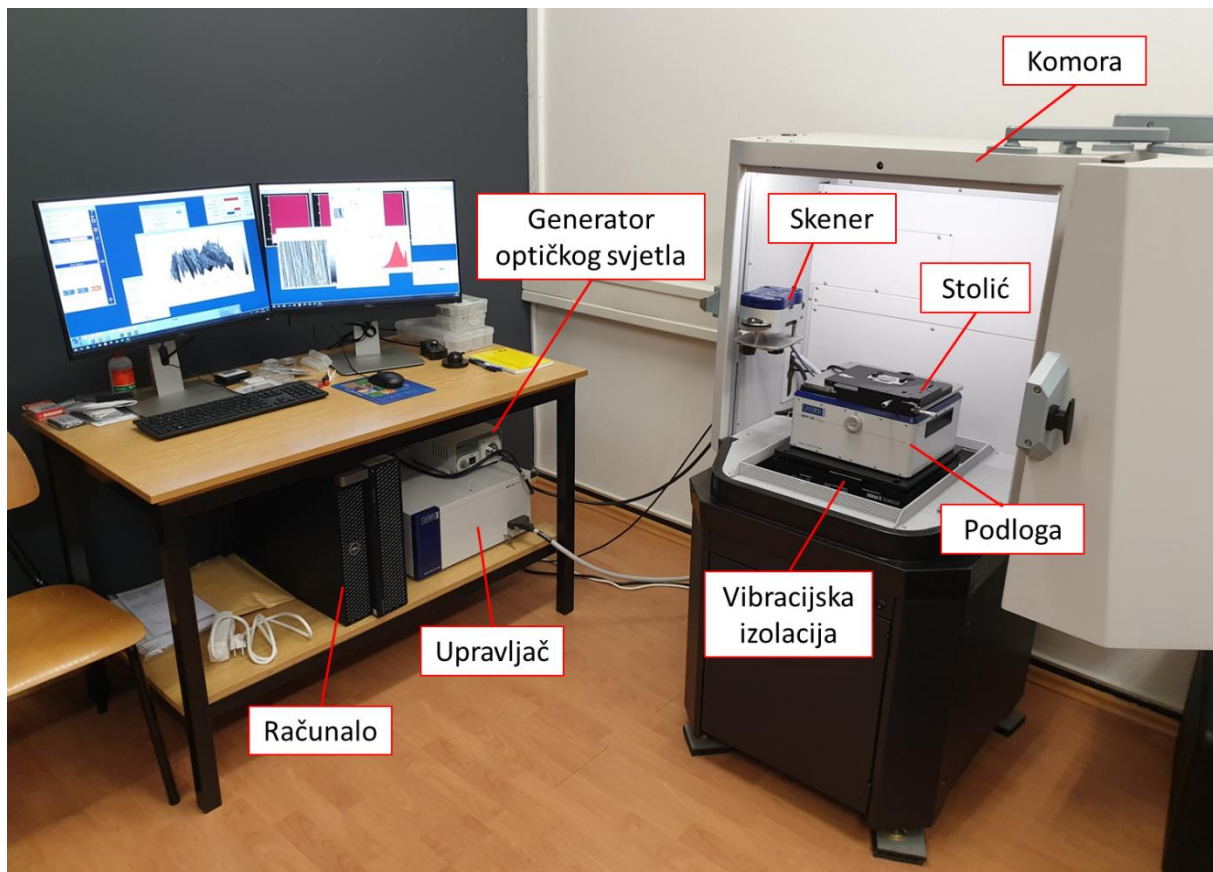 Komora
Generator
optičkog svjetla
Skener
Stolić
Podloga
Vibracijska
izolacija
Upravljač
Računalo